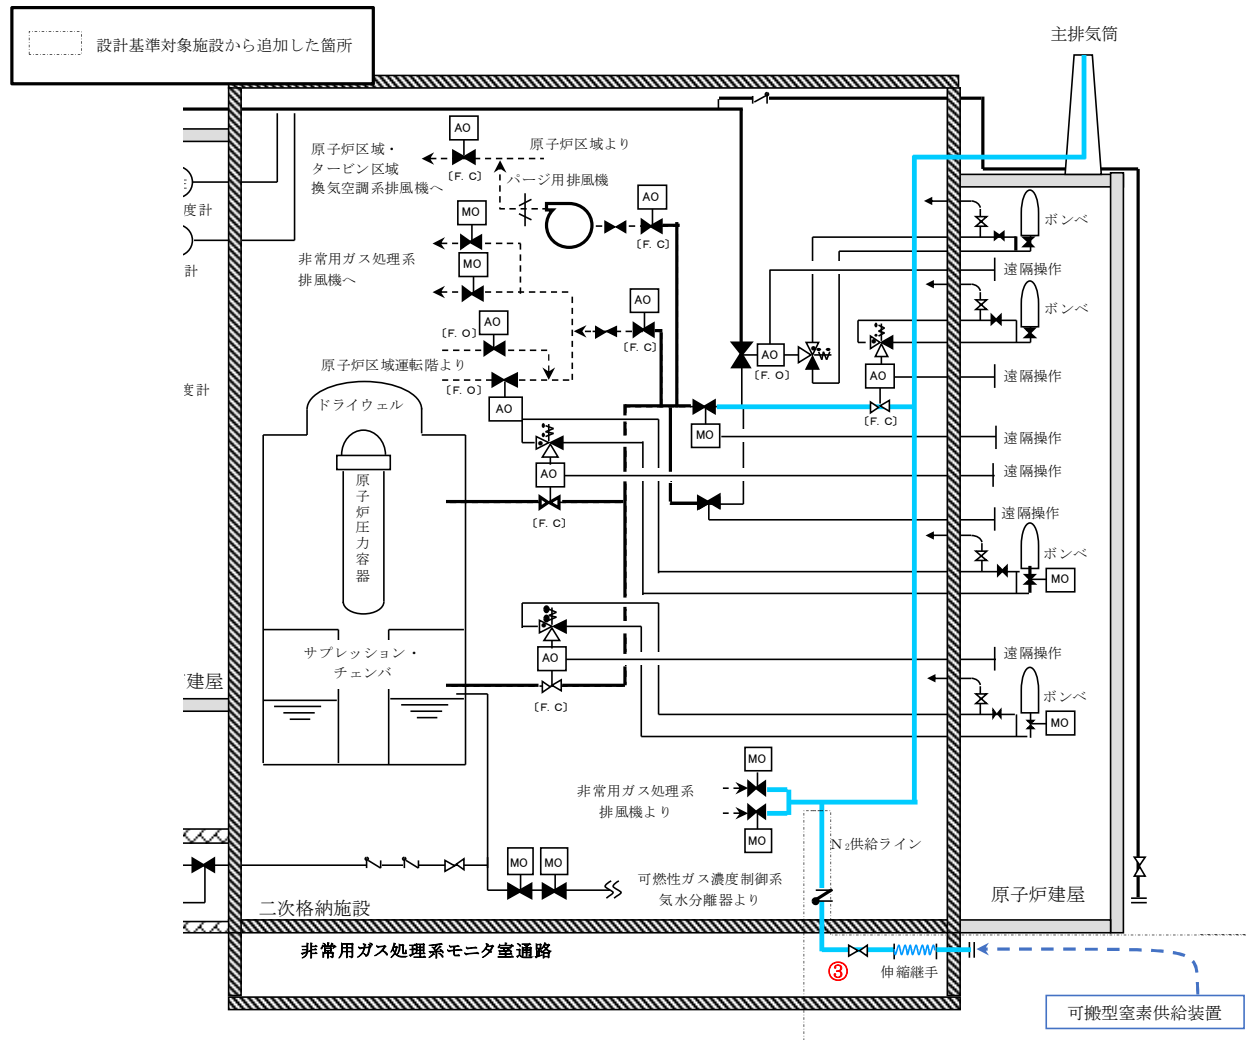 設計基準対象施設から追加した箇所
主排気筒
AO
原子炉区域・
タービン区域
換気空調系排風機へ
原子炉区域より
〔F. C〕
パージ用排風機
AO
MO
〔F. C〕
ボンベ
度計
計
非常用ガス処理系
排風機へ
MO
遠隔操作
AO
ボンベ
AO
〔F. O〕
〔F. C〕
AO
〔F. O〕
原子炉区域運転階より
〔F. O〕
AO
遠隔操作
度計
ドライウェル
AO
〔F. C〕
MO
遠隔操作
AO
遠隔操作
原子炉圧力容器
〔F. C〕
遠隔操作
ボンベ
MO
サプレッション・
チェンバ
AO
遠隔操作
〔F. C〕
ボンベ
MO
建屋
MO
非常用ガス処理系
排風機より
MO
N₂供給ライン
MO
MO
可燃性ガス濃度制御系
気水分離器より
原子炉建屋
二次格納施設
非常用ガス処理系モニタ室通路
③
伸縮継手
可搬型窒素供給装置